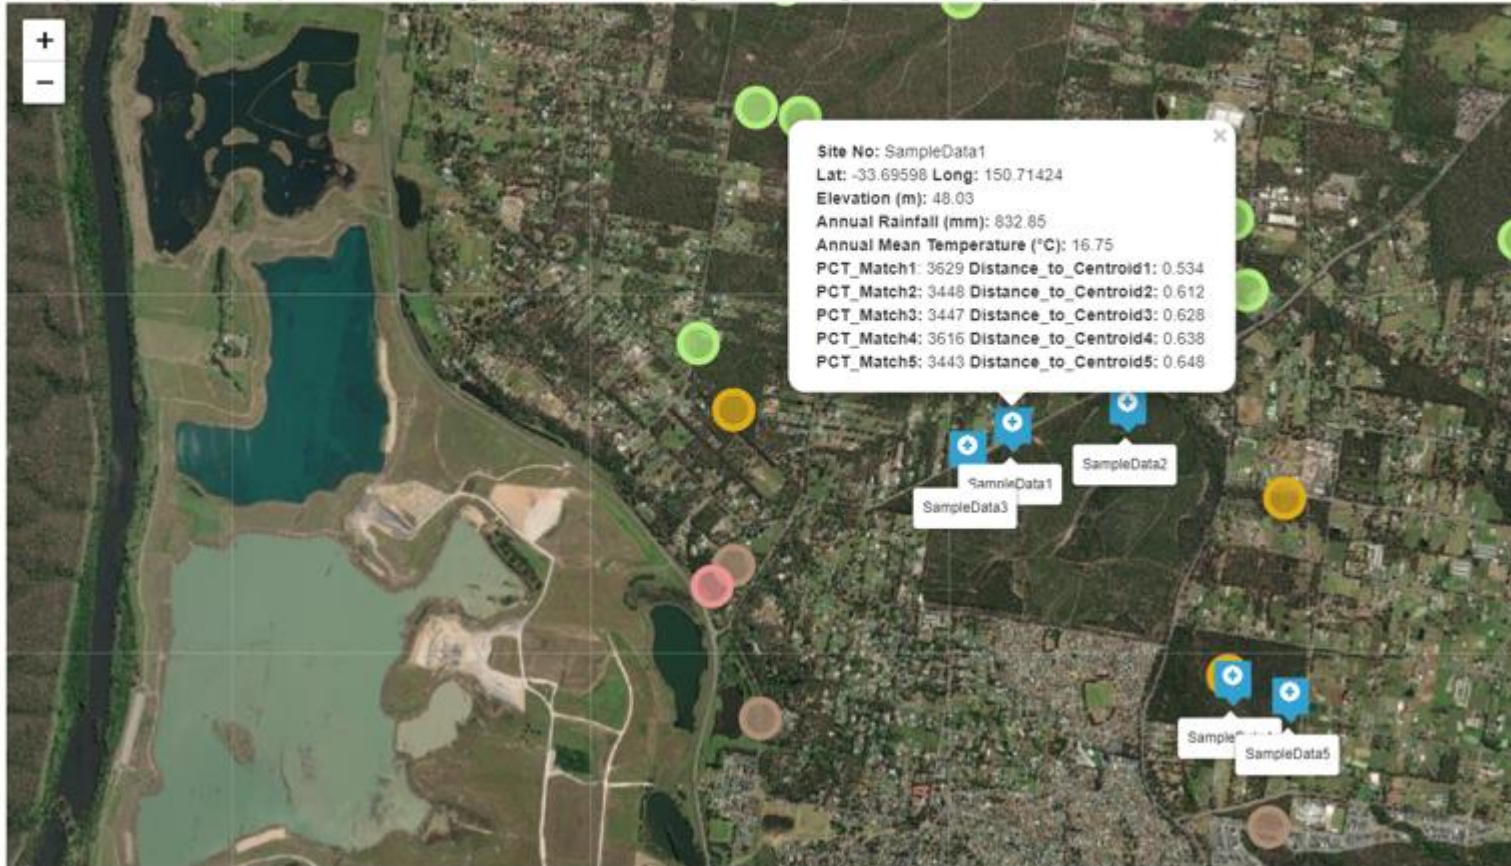 +
−
×
Site No: SampleData1
Lat: -33.69598 Long: 150.71424
Elevation (m): 48.03
Annual Rainfall (mm): 832.85
Annual Mean Temperature (°C): 16.75
PCT_Match1: 3629 Distance_to_Centroid1: 0.534
PCT_Match2: 3448 Distance_to_Centroid2: 0.612
PCT_Match3: 3447 Distance_to_Centroid3: 0.628
PCT_Match4: 3616 Distance_to_Centroid4: 0.638
PCT_Match5: 3443 Distance_to_Centroid5: 0.648
SampleData2
SampleData1
SampleData3
SampleData5